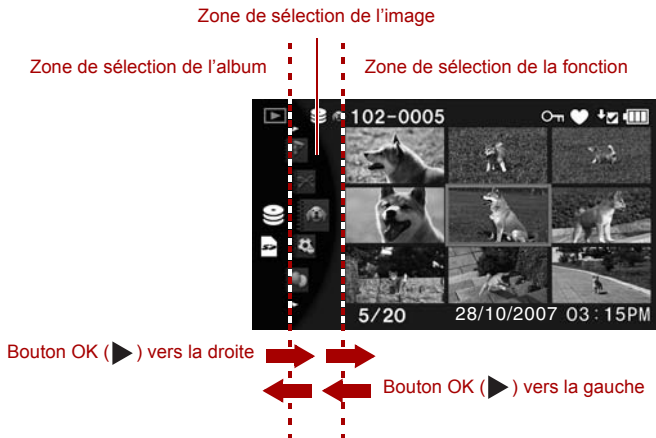 Zone de sélection de l'image
Zone de sélection de l'album
Zone de sélection de la fonction
102-0005
5/20 28/10/2007 03:15PM
Bouton OK (▶) vers la droite
Bouton OK (▶) vers la gauche